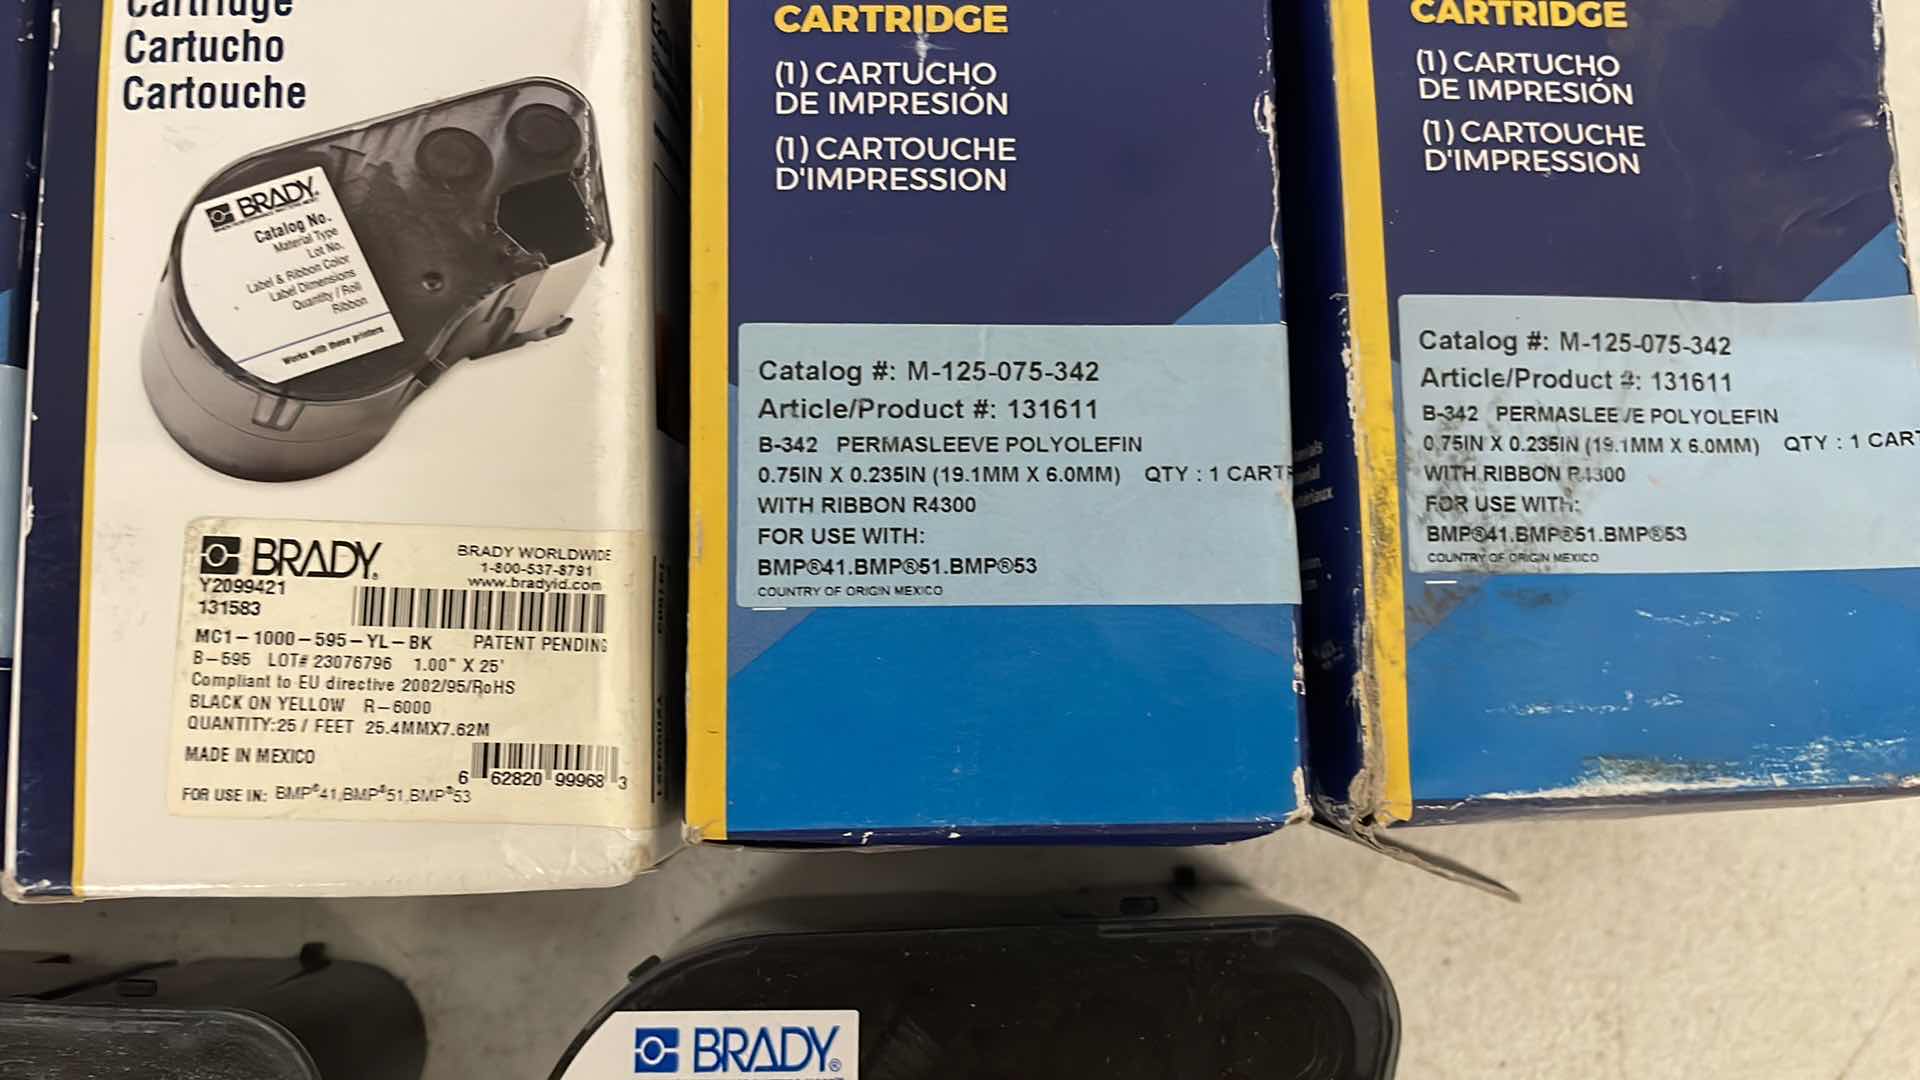 Cartridge
Cartucho
Cartouche
BRADY
Catalog No.
Material Type
Lot No.
Label & Ribbon Color
Label Dimensions
Quantity / Roll
Ribbon
Works with these printers
BRADY®
BRADY WORLDWIDE
1-800-537-8791
www.bradyid.com
Y2099421
131583
MC1-1000-595-YL-BK PATENT PENDING
B-595 LOT# 23076796 1.00" X 25'
Compliant to EU directive 2002/95/RoHS
BLACK ON YELLOW R-6000
QUANTITY:25 / FEET 25.4MMX7.62M
MADE IN MEXICO
6 62820 99968 3
FOR USE IN: BMP®41,BMP®51,BMP®53
CARTRIDGE
(1) CARTUCHO
DE IMPRESIÓN
(1) CARTOUCHE
D'IMPRESSION
Catalog #: M-125-075-342
Article/Product #: 131611
B-342 PERMASLEEVE POLYOLEFIN
0.75IN X 0.235IN (19.1MM X 6.0MM) QTY : 1 CART
WITH RIBBON R4300
FOR USE WITH:
BMP®41.BMP®51.BMP®53
COUNTRY OF ORIGIN MEXICO
CARTRIDGE
(1) CARTUCHO
DE IMPRESIÓN
(1) CARTOUCHE
D'IMPRESSION
Catalog #: M-125-075-342
Article/Product #: 131611
B-342 PERMASLEEVE POLYOLEFIN
0.75IN X 0.235IN (19.1MM X 6.0MM) QTY : 1 CART
WITH RIBBON R4300
FOR USE WITH:
BMP®41.BMP®51.BMP®53
COUNTRY OF ORIGIN MEXICO
BRADY®